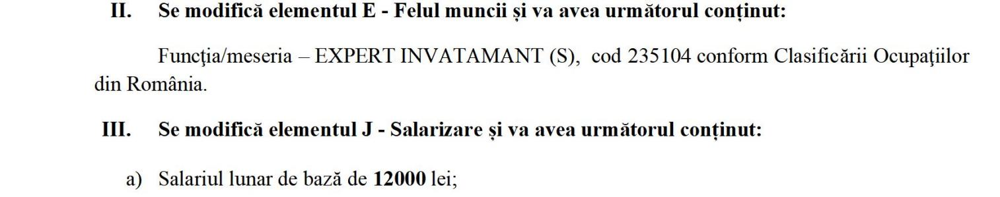 II. Se modifică elementul E - Felul muncii și va avea următorul conținut:
Funcţia/meseria – EXPERT INVATAMANT (S), cod 235104 conform Clasificării Ocupaţiilor
din România.
III. Se modifică elementul J - Salarizare și va avea următorul conținut:
a) Salariul lunar de bază de 12000 lei;